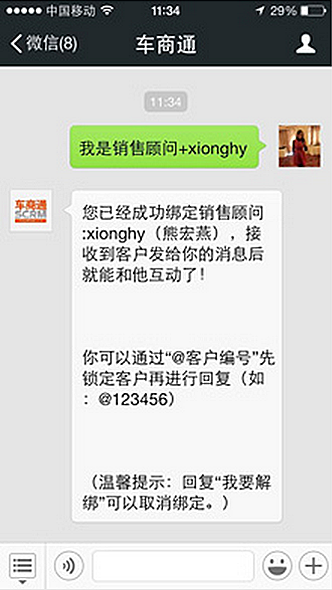 中国移动 11:34 29%
微信(8) 车商通
11:34
我是销售顾问+xionghy
车商通
SCRM
您已经成功绑定销售顾问
:xionghy（熊宏燕），接
收到客户发给你的消息后
就能和他互动了！
你可以通过“@客户编号”先
锁定客户再进行回复（如
：@123456）
（温馨提示：回复“我要解
绑”可以取消绑定。）